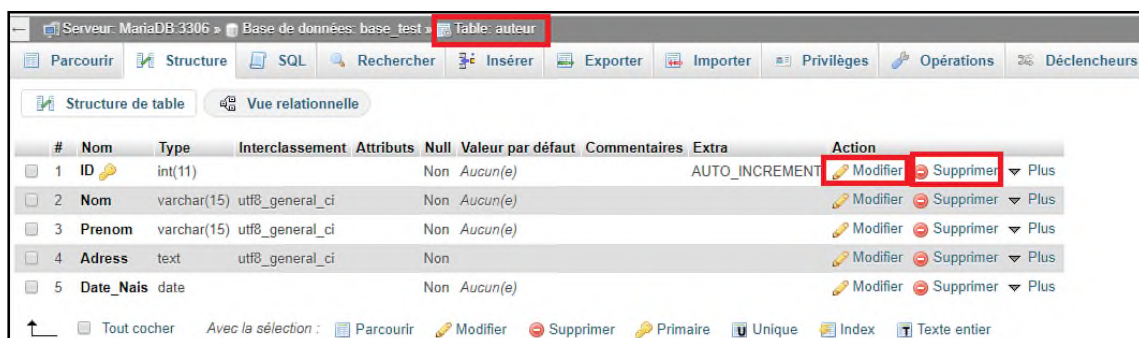 Serveur: MariaDB:3306 » Base de données: base_test » Table: auteur
Parcourir Structure SQL Rechercher Insérer Exporter Importer Privilèges Opérations Déclencheurs
Structure de table Vue relationnelle
# Nom Type Interclassement Attributs Null Valeur par défaut Commentaires Extra Action
1 ID int(11) Non Aucun(e) AUTO_INCREMENT Modifier Supprimer Plus
2 Nom varchar(15) utf8_general_ci Non Aucun(e) Modifier Supprimer Plus
3 Prenom varchar(15) utf8_general_ci Non Aucun(e) Modifier Supprimer Plus
4 Adress text utf8_general_ci Non Modifier Supprimer Plus
5 Date_Nais date Non Aucun(e) Modifier Supprimer Plus
Tout cocher Avec la sélection : Parcourir Modifier Supprimer Primaire Unique Index Texte entier